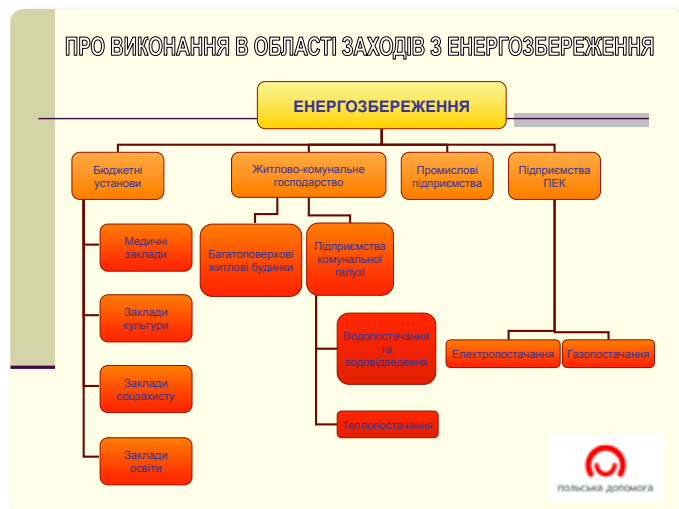 ПРО ВИКОНАННЯ В ОБЛАСТІ ЗАХОДІВ З ЕНЕРГОЗБЕРЕЖЕННЯ
ЕНЕРГОЗБЕРЕЖЕННЯ
Бюджетні
установи
Житлово-комунальне
господарство
Промислові
підприємства
Підприємства
ПЕК
Медичні
заклади
Багатоповерхові
житлові будинки
Підприємства
комунальної
галузі
Заклади
культури
Водопостачання
та
водовідведення
Електропостачання
Газопостачання
Заклади
соцзахисту
Теплопостачання
Заклади
освіти
польська допомога